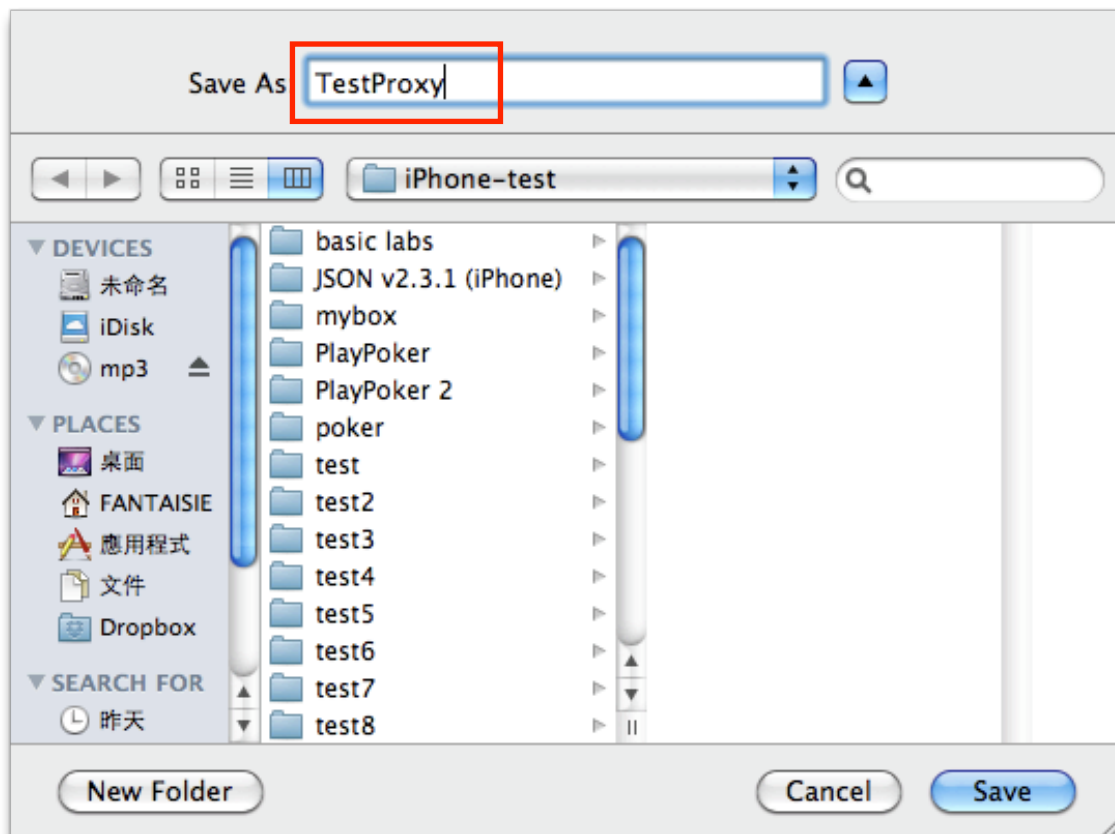 Save As
TestProxy
iPhone-test
DEVICES
未命名
iDisk
mp3
PLACES
桌面
FANTAISIE
應用程式
文件
Dropbox
SEARCH FOR
昨天
basic labs
JSON v2.3.1 (iPhone)
mybox
PlayPoker
PlayPoker 2
poker
test
test2
test3
test4
test5
test6
test7
test8
New Folder
Cancel
Save